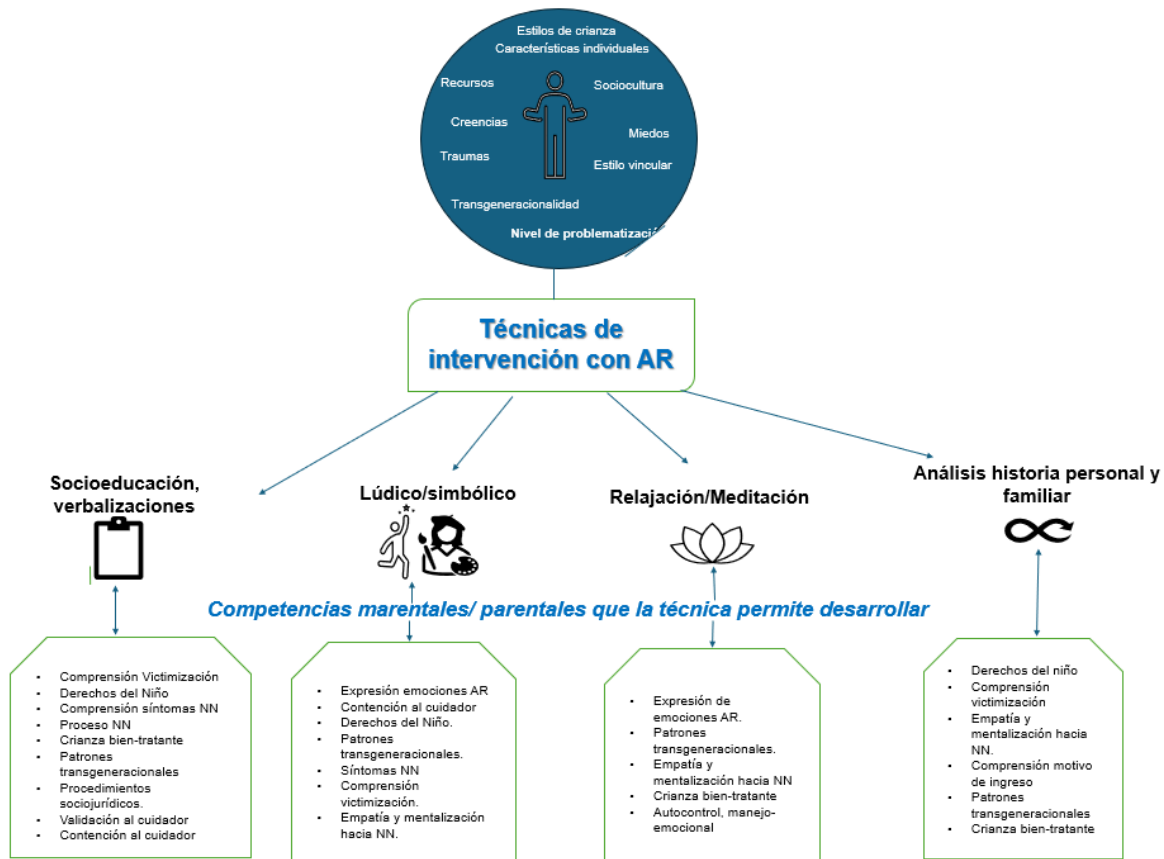 Estilos de crianza
Características individuales
Recursos
Sociocultura
Creencias
Miedos
Traumas
Estilo vincular
Transgeneracionalidad
Nivel de problematizació
Técnicas de
intervención con AR
Socioeducación,
verbalizaciones
Lúdico/simbólico
Relajación/Meditación
Análisis historia personal y
familiar
Competencias marentales/ parentales que la técnica permite desarrollar
• Comprensión Victimización
• Derechos del Niño
• Comprensión síntomas NN
• Proceso NN
• Crianza bien-tratante
• Patrones
transgeneracionales
• Procedimientos
sociojurídicos.
• Validación al cuidador
• Contención al cuidador
• Expresión emociones AR
• Contención al cuidador
• Derechos del Niño.
• Patrones
transgeneracionales.
• Síntomas NN
• Comprensión
victimización.
• Empatía y mentalización
hacia NN.
• Expresión de
emociones AR.
• Patrones
transgeneracionales.
• Empatía y
mentalización hacia NN
• Crianza bien-tratante
• Autocontrol, manejo-
emocional
• Derechos del niño
• Comprensión
victimización
• Empatía y
mentalización hacia
NN.
• Comprensión motivo
de ingreso
• Patrones
transgeneracionales
• Crianza bien-tratante